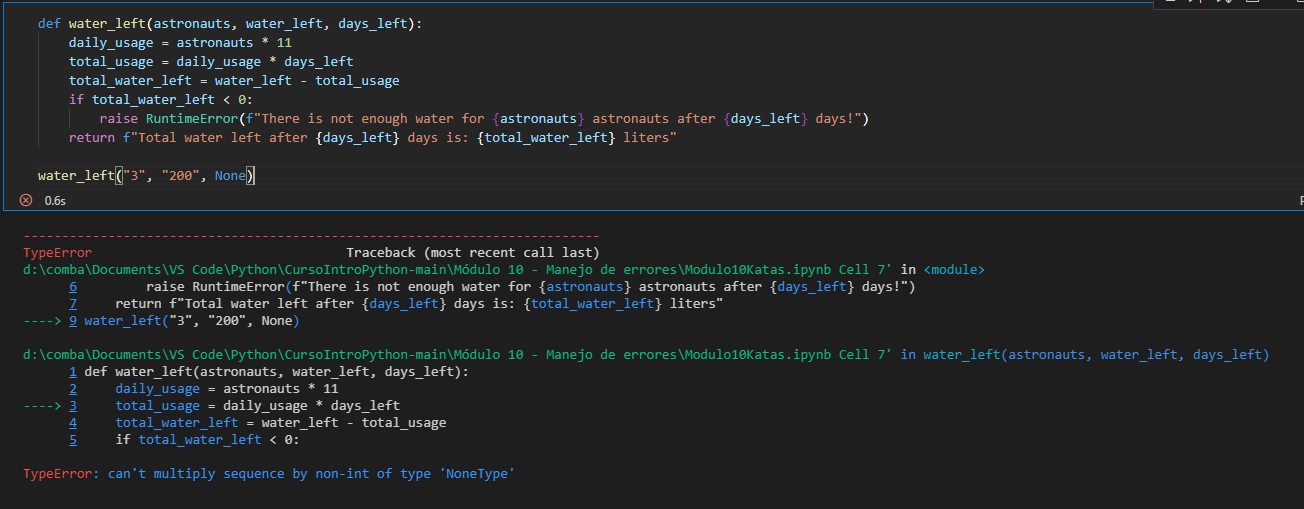 def water_left(astronauts, water_left, days_left):
    daily_usage = astronauts * 11
    total_usage = daily_usage * days_left
    total_water_left = water_left - total_usage
    if total_water_left < 0:
        raise RuntimeError(f"There is not enough water for {astronauts} astronauts after {days_left} days!")
    return f"Total water left after {days_left} days is: {total_water_left} liters"

water_left("3", "200", None)
0.6s
---------------------------------------------------------------------------
TypeError                                 Traceback (most recent call last)
d:\comba\Documents\VS Code\Python\CursoIntroPython-main\Módulo 10 - Manejo de errores\Modulo10Katas.ipynb Cell 7' in <module>
      6         raise RuntimeError(f"There is not enough water for {astronauts} astronauts after {days_left} days!")
      7     return f"Total water left after {days_left} days is: {total_water_left} liters"
----> 9 water_left("3", "200", None)

d:\comba\Documents\VS Code\Python\CursoIntroPython-main\Módulo 10 - Manejo de errores\Modulo10Katas.ipynb Cell 7' in water_left(astronauts, water_left, days_left)
      1 def water_left(astronauts, water_left, days_left):
      2     daily_usage = astronauts * 11
----> 3     total_usage = daily_usage * days_left
      4     total_water_left = water_left - total_usage
      5     if total_water_left < 0:

TypeError: can't multiply sequence by non-int of type 'NoneType'